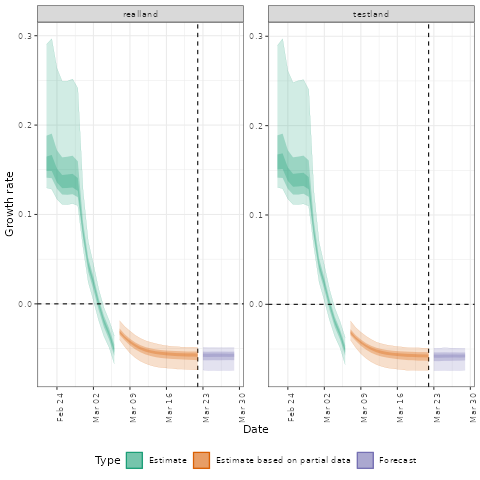 realland
testland
Growth rate
0.3
0.2
0.1
0.0
0.3
0.2
0.1
0.0
Feb 24
Mar 02
Mar 09
Mar 16
Mar 23
Mar 30
Feb 24
Mar 02
Mar 09
Mar 16
Mar 23
Mar 30
Date
Type Estimate Estimate based on partial data Forecast